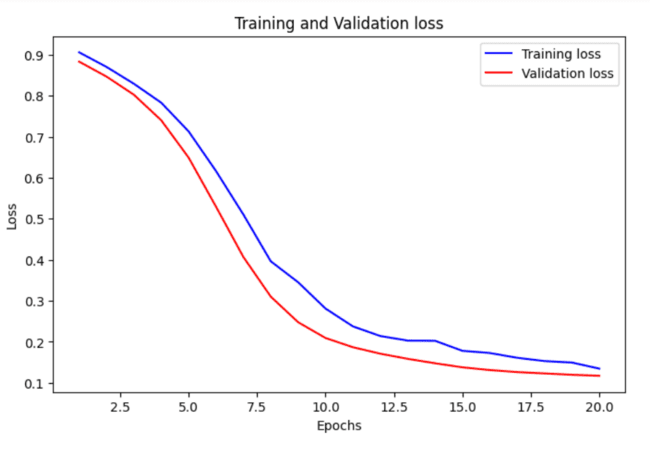 Training and Validation loss
Training loss
Validation loss
0.9
0.8
0.7
0.6
0.5
0.4
0.3
0.2
0.1
Loss
2.5 5.0 7.5 10.0 12.5 15.0 17.5 20.0
Epochs